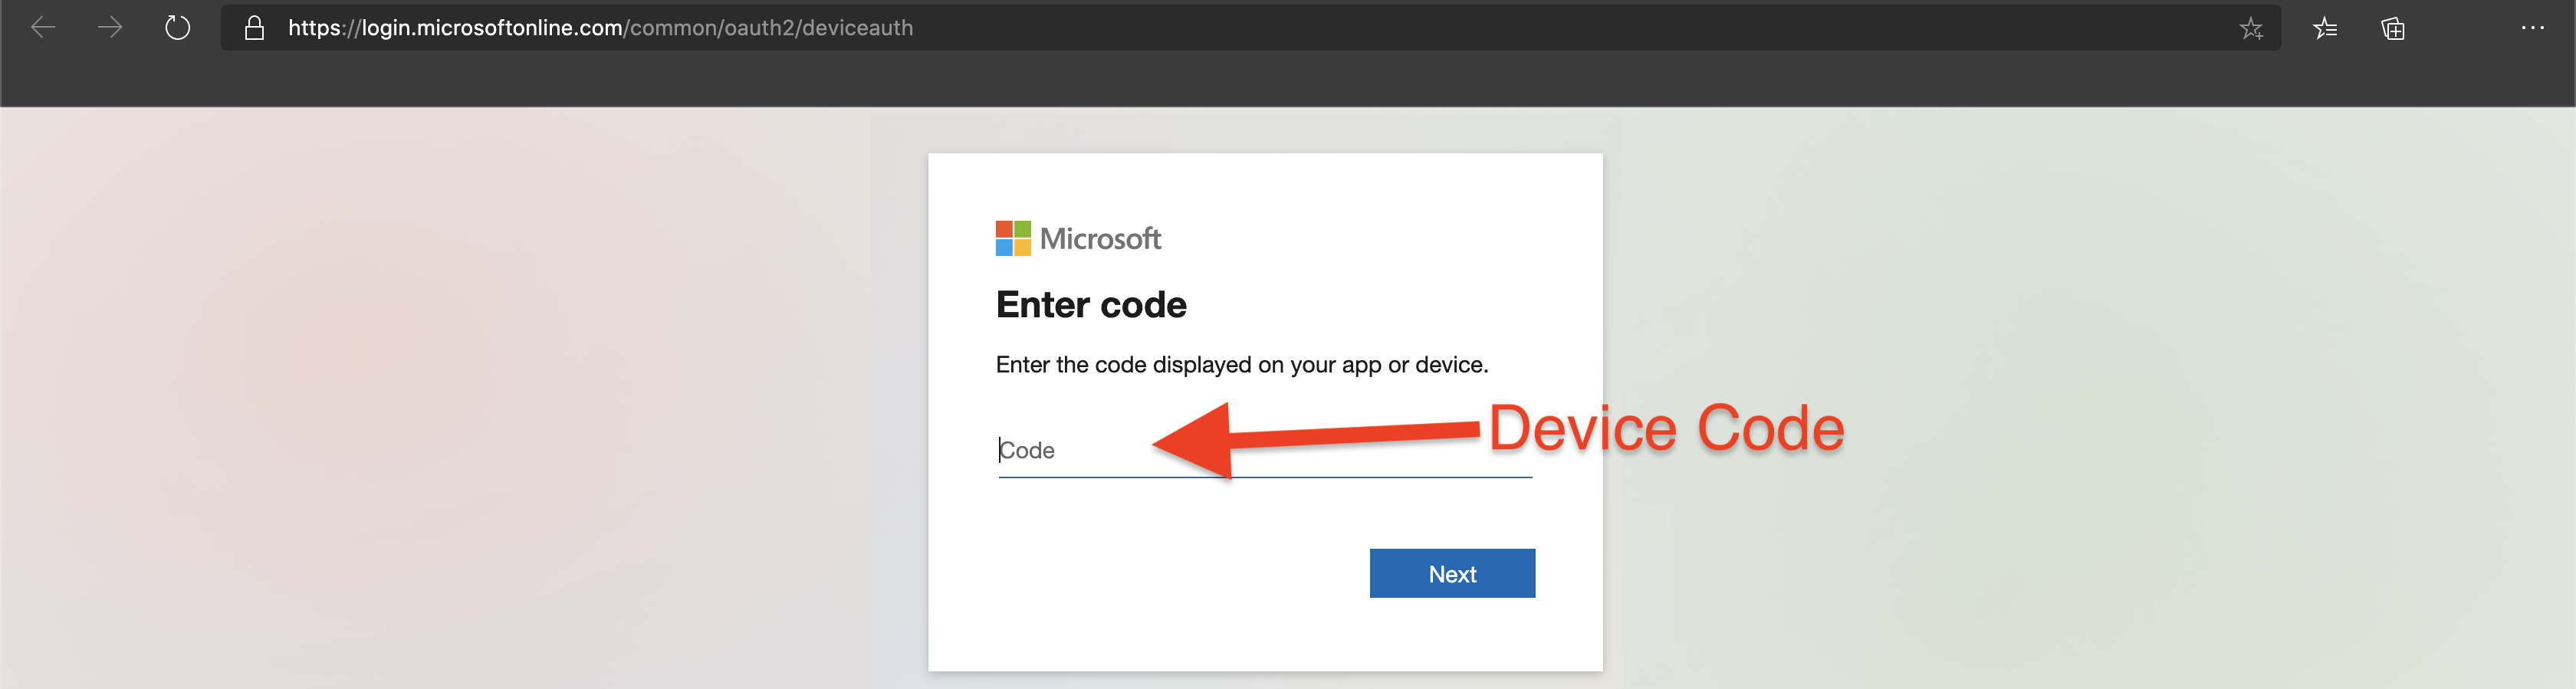 https://login.microsoftonline.com/common/oauth2/deviceauth
Microsoft
Enter code
Enter the code displayed on your app or device.
Code
Device Code
Next